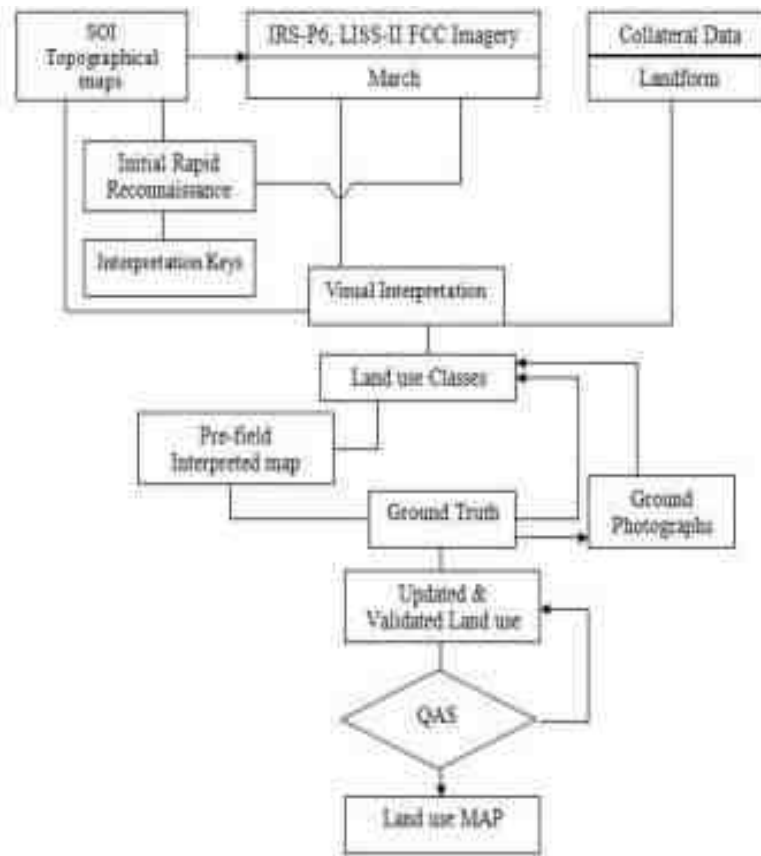 SOI
Topographical
maps
IRS-P6, LISS-II FCC Imagery
March
Collateral Data
Landform
Initial Rapid
Reconnaissance
Interpretation Keys
Visual Interpretation
Land use Classes
Pre-field
Interpreted map
Ground Truth
Ground
Photographs
Updated &
Validated Land use
QAS
Land use MAP